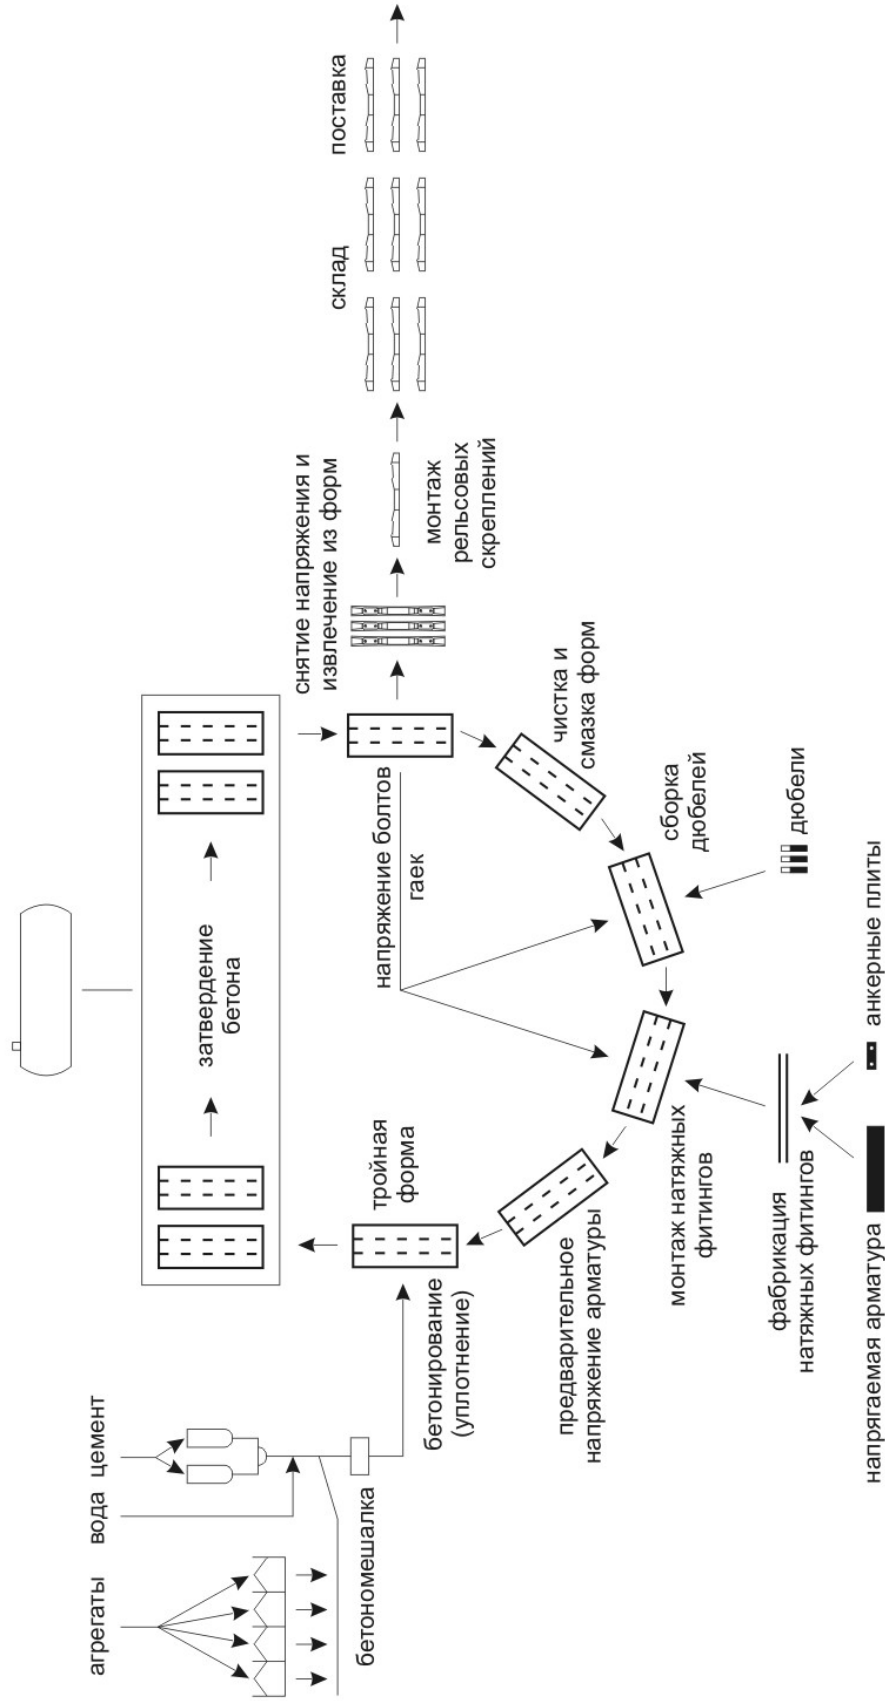 агрегаты
вода
цемент
бетономешалка
бетонирование
(уплотнение)
тройная
форма
затвердение
бетона
снятие напряжения и
извлечение из форм
монтаж
рельсовых
скреплений
склад
поставка
напряжение болтов
гаек
чистка и
смазка форм
сборка
дюбелей
дюбели
монтаж натяжных
фитингов
предварительное
напряжение арматуры
фабрикация
натяжных фитингов
напрягаемая арматура
анкерные плиты